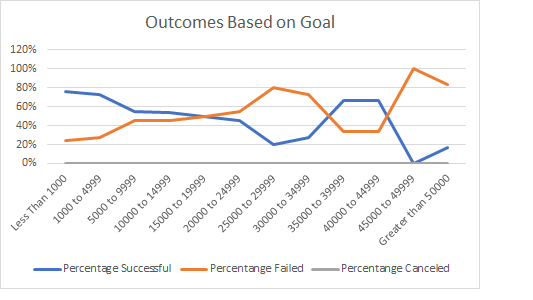 Outcomes Based on Goal
120%
100%
80%
60%
40%
20%
0%
Less Than 1000
1000 to 4999
5000 to 9999
10000 to 14999
15000 to 19999
20000 to 24999
25000 to 29999
30000 to 34999
35000 to 39999
40000 to 44999
45000 to 49999
Greater than 50000
Percentage Successful Percentange Failed Percentange Canceled